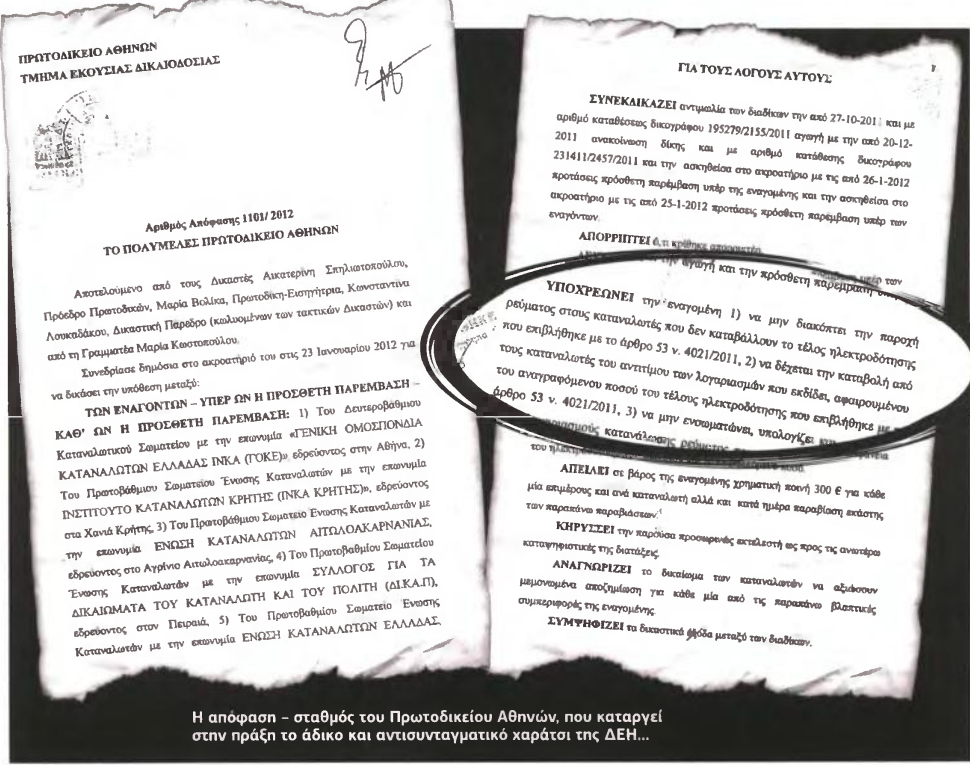 ΠΡΩΤΟΔΙΚΕΙΟ ΑΘΗΝΩΝ
ΤΜΗΜΑ ΕΚΟΥΣΙΑΣ ΔΙΚΑΙΟΔΟΣΙΑΣ
Αριθμός Απόφασης 1101/ 2012
ΤΟ ΠΟΛΥΜΕΛΕΣ ΠΡΩΤΟΔΙΚΕΙΟ ΑΘΗΝΩΝ
Αποτελούμενο από τους Δικαστές Αικατερίνη Σπηλιωτοπούλου,
Πρόεδρο Πρωτοδικών, Μαρία Βολίκα, Πρωτοδίκη-Εισηγήτρια, Κωνσταντίνα
Λουκαδάκου, Δικαστική Πάρεδρο (κωλυομένων των τακτικών Δικαστών) και
από τη Γραμματέα Μαρία Κωστοπούλου.
Συνεδρίασε δημόσια στο ακροατήριό του στις 23 Ιανουαρίου 2012 για
να δικάσει την υπόθεση μεταξύ:
ΤΩΝ ΕΝΑΓΟΝΤΩΝ – ΥΠΕΡ ΩΝ Η ΠΡΟΣΘΕΤΗ ΠΑΡΕΜΒΑΣΗ –
ΚΑΘ' ΩΝ Η ΠΡΟΣΘΕΤΗ ΠΑΡΕΜΒΑΣΗ: 1) Του Δευτεροβάθμιου
Καταναλωτικού Σωματείου με την επωνυμία «ΓΕΝΙΚΗ ΟΜΟΣΠΟΝΔΙΑ
ΚΑΤΑΝΑΛΩΤΩΝ ΕΛΛΑΔΑΣ ΙΝΚΑ (ΓΟΚΕ)», εδρεύοντος στην Αθήνα, 2)
Του Πρωτοβάθμιου Σωματείου Ένωσης Καταναλωτών με την επωνυμία
ΙΝΣΤΙΤΟΥΤΟ ΚΑΤΑΝΑΛΩΤΩΝ ΚΡΗΤΗΣ (ΙΝΚΑ ΚΡΗΤΗΣ)», εδρεύοντος
στα Χανιά Κρήτης, 3) Του Πρωτοβάθμιου Σωματείο Ένωσης Καταναλωτών με
την επωνυμία ΕΝΩΣΗ ΚΑΤΑΝΑΛΩΤΩΝ ΑΙΤΩΛΟΑΚΑΡΝΑΝΙΑΣ,
εδρεύοντος στο Αγρίνιο Αιτωλοακαρνανίας, 4) Του Πρωτοβαθμίου Σωματείου
Ένωσης Καταναλωτών με την επωνυμία ΣΥΛΛΟΓΟΣ ΓΙΑ ΤΑ
ΔΙΚΑΙΩΜΑΤΑ ΤΟΥ ΚΑΤΑΝΑΛΩΤΗ ΚΑΙ ΤΟΥ ΠΟΛΙΤΗ (ΔΙ.ΚΑ.Π),
εδρεύοντος στον Πειραιά, 5) Του Πρωτοβαθμίου Σωματείο Ένωσης
Καταναλωτών με την επωνυμία ΕΝΩΣΗ ΚΑΤΑΝΑΛΩΤΩΝ ΕΛΛΑΔΑΣ,
ΓΙΑ ΤΟΥΣ ΛΟΓΟΥΣ ΑΥΤΟΥΣ
ΣΥΝΕΚΔΙΚΑΖΕΙ αντιμωλία των διαδίκων την από 27-10-2011 και με
αριθμό καταθέσεως δικογράφου 195279/2155/2011 αγωγή με την από 20-12-
2011 ανακοίνωση δίκης και με αριθμό κατάθεσης δικογράφου
231411/2457/2011 και την ασκηθείσα στο ακροατήριο με τις από 26-1-2012
προτάσεις πρόσθετη παρέμβαση υπέρ της εναγομένης και την ασκηθείσα στο
ακροατήριο με τις από 25-1-2012 προτάσεις πρόσθετη παρέμβαση υπέρ των
εναγόντων.
ΑΠΟΡΡΙΠΤΕΙ ό,τι κρίθηκε απορριπτέο.
την αγωγή και την πρόσθετη παρέμβαση υπέρ των
ΥΠΟΧΡΕΩΝΕΙ την εναγομένη 1) να μην διακόπτει την παροχή
ρεύματος στους καταναλωτές που δεν καταβάλλουν το τέλος ηλεκτροδότησης
που επιβλήθηκε με το άρθρο 53 ν. 4021/2011, 2) να δέχεται την καταβολή από
τους καταναλωτές του αντιτίμου των λογαριασμών που εκδίδει, αφαιρουμένου
του αναγραφόμενου ποσού του τέλους ηλεκτροδότησης που επιβλήθηκε με
άρθρο 53 ν. 4021/2011, 3) να μην ενσωματώνει, υπολογίζει
κατανάλωσης ρεύματος
ΑΠΕΙΛΕΙ σε βάρος της εναγομένης χρηματική ποινή 300 € για κάθε
μία επιμέρους και ανά καταναλωτή αλλά και κατά ημέρα παραβίαση εκάστης
των παραπάνω παραβιάσεων.
ΚΗΡΥΣΣΕΙ την παρούσα προσωρινώς εκτελεστή ως προς τις ανωτέρω
καταψηφιστικές της διατάξεις.
ΑΝΑΓΝΩΡΙΖΕΙ το δικαίωμα των καταναλωτών να αξιώσουν
μεμονωμένα αποζημίωση για κάθε μία από τις παραπάνω βλαπτικές
συμπεριφορές της εναγομένης.
ΣΥΜΨΗΦΙΖΕΙ τα δικαστικά έξοδα μεταξύ των διαδίκων.
Η απόφαση – σταθμός του Πρωτοδικείου Αθηνών, που καταργεί
στην πράξη το άδικο και αντισυνταγματικό χαράτσι της ΔΕΗ...